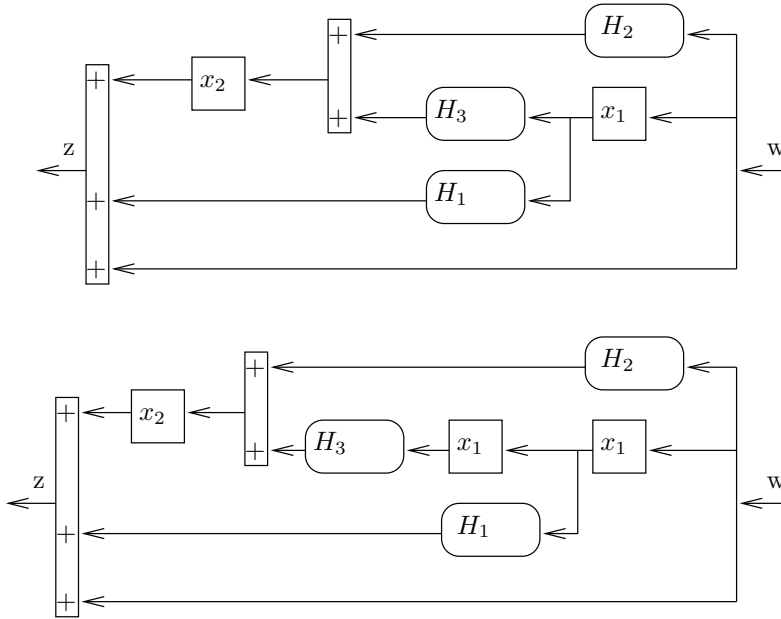 H₂
+
+ x₂
+ H₃ x₁
z w
+ H₁
+
H₂
+
+ x₂
+ H₃ x₁ x₁
z w
+ H₁
+